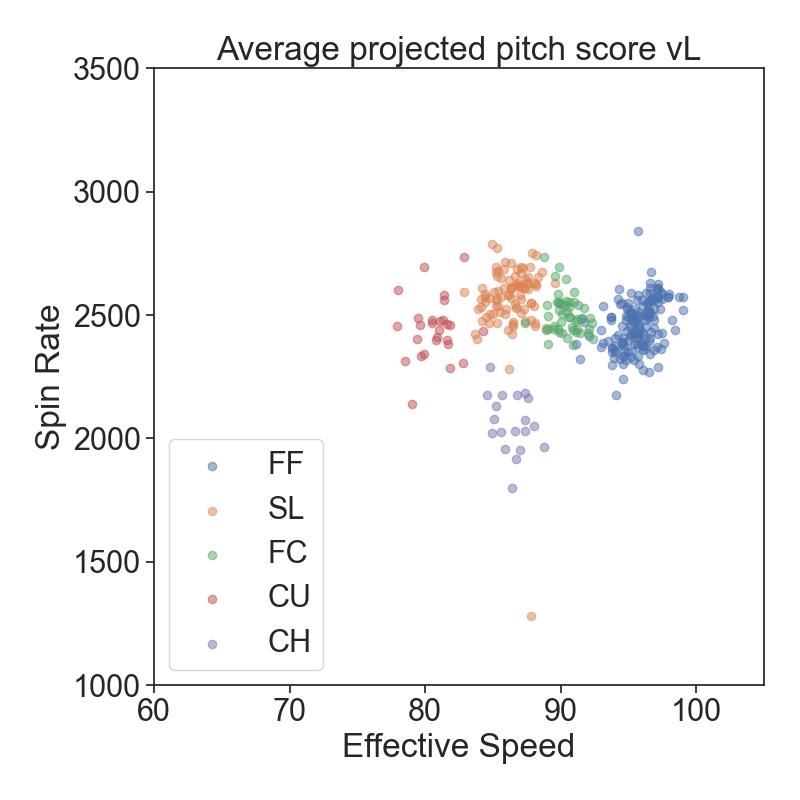 Average projected pitch score vL
3500
3000
2500
2000
1500
1000
Spin Rate
FF
SL
FC
CU
CH
60 70 80 90 100
Effective Speed